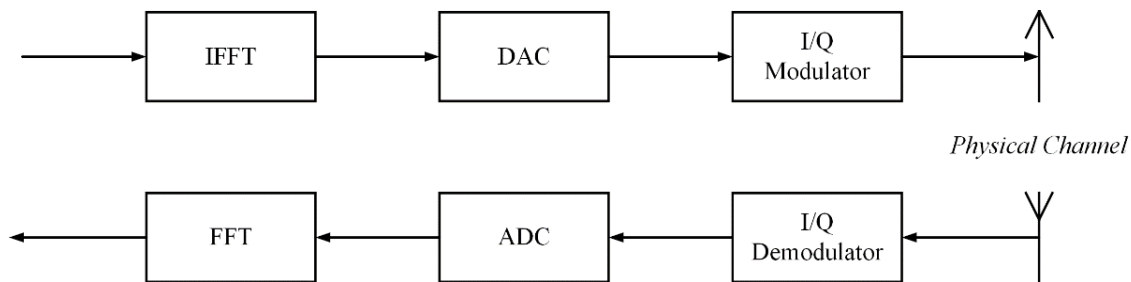 IFFT
DAC
I/Q
Modulator
Physical Channel
FFT
ADC
I/Q
Demodulator